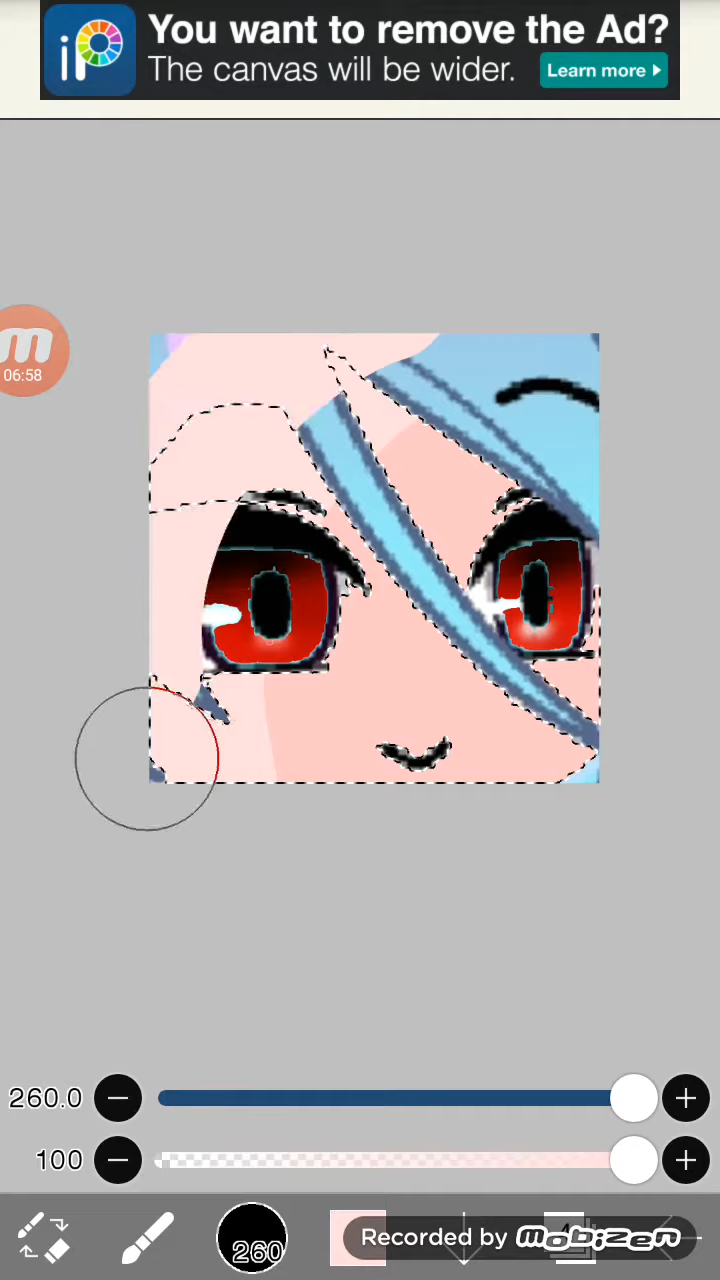 iP
You want to remove the Ad?
The canvas will be wider.
Learn more
06:58
260.0
100
260
Recorded by mobizen